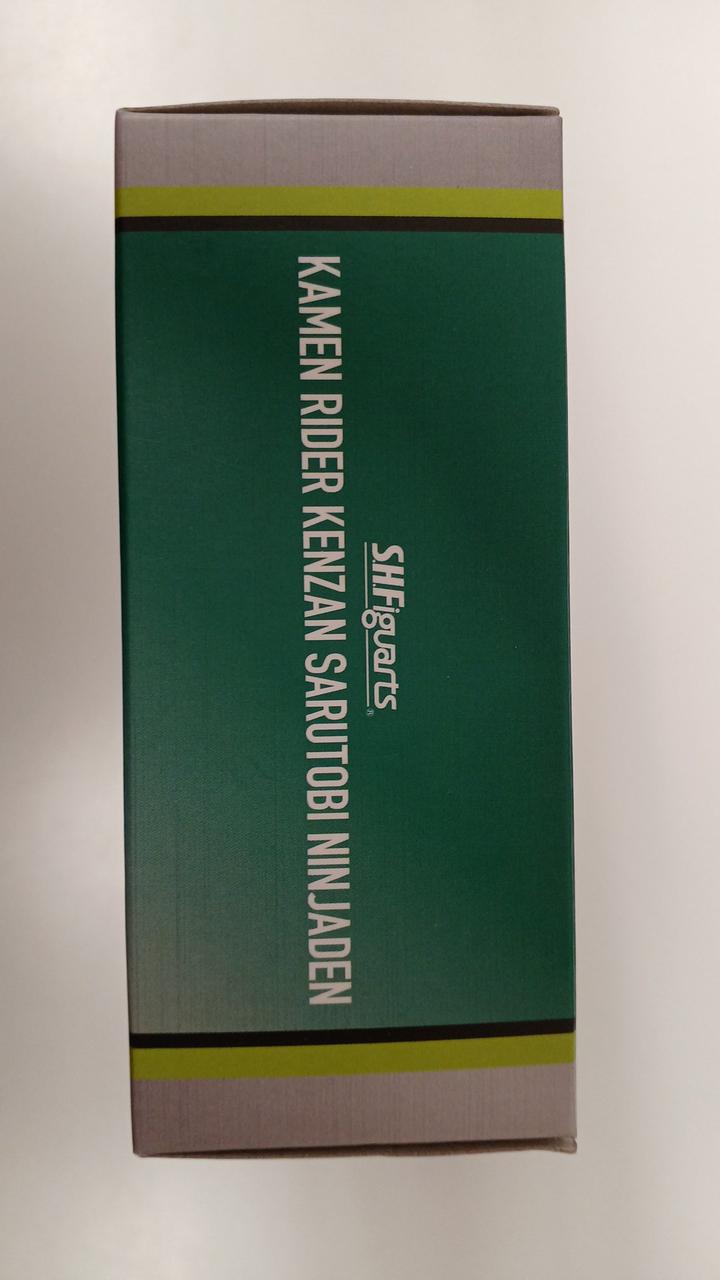 S.H.Figuarts®
KAMEN RIDER KENZAN SARUTOBI NINJADEN